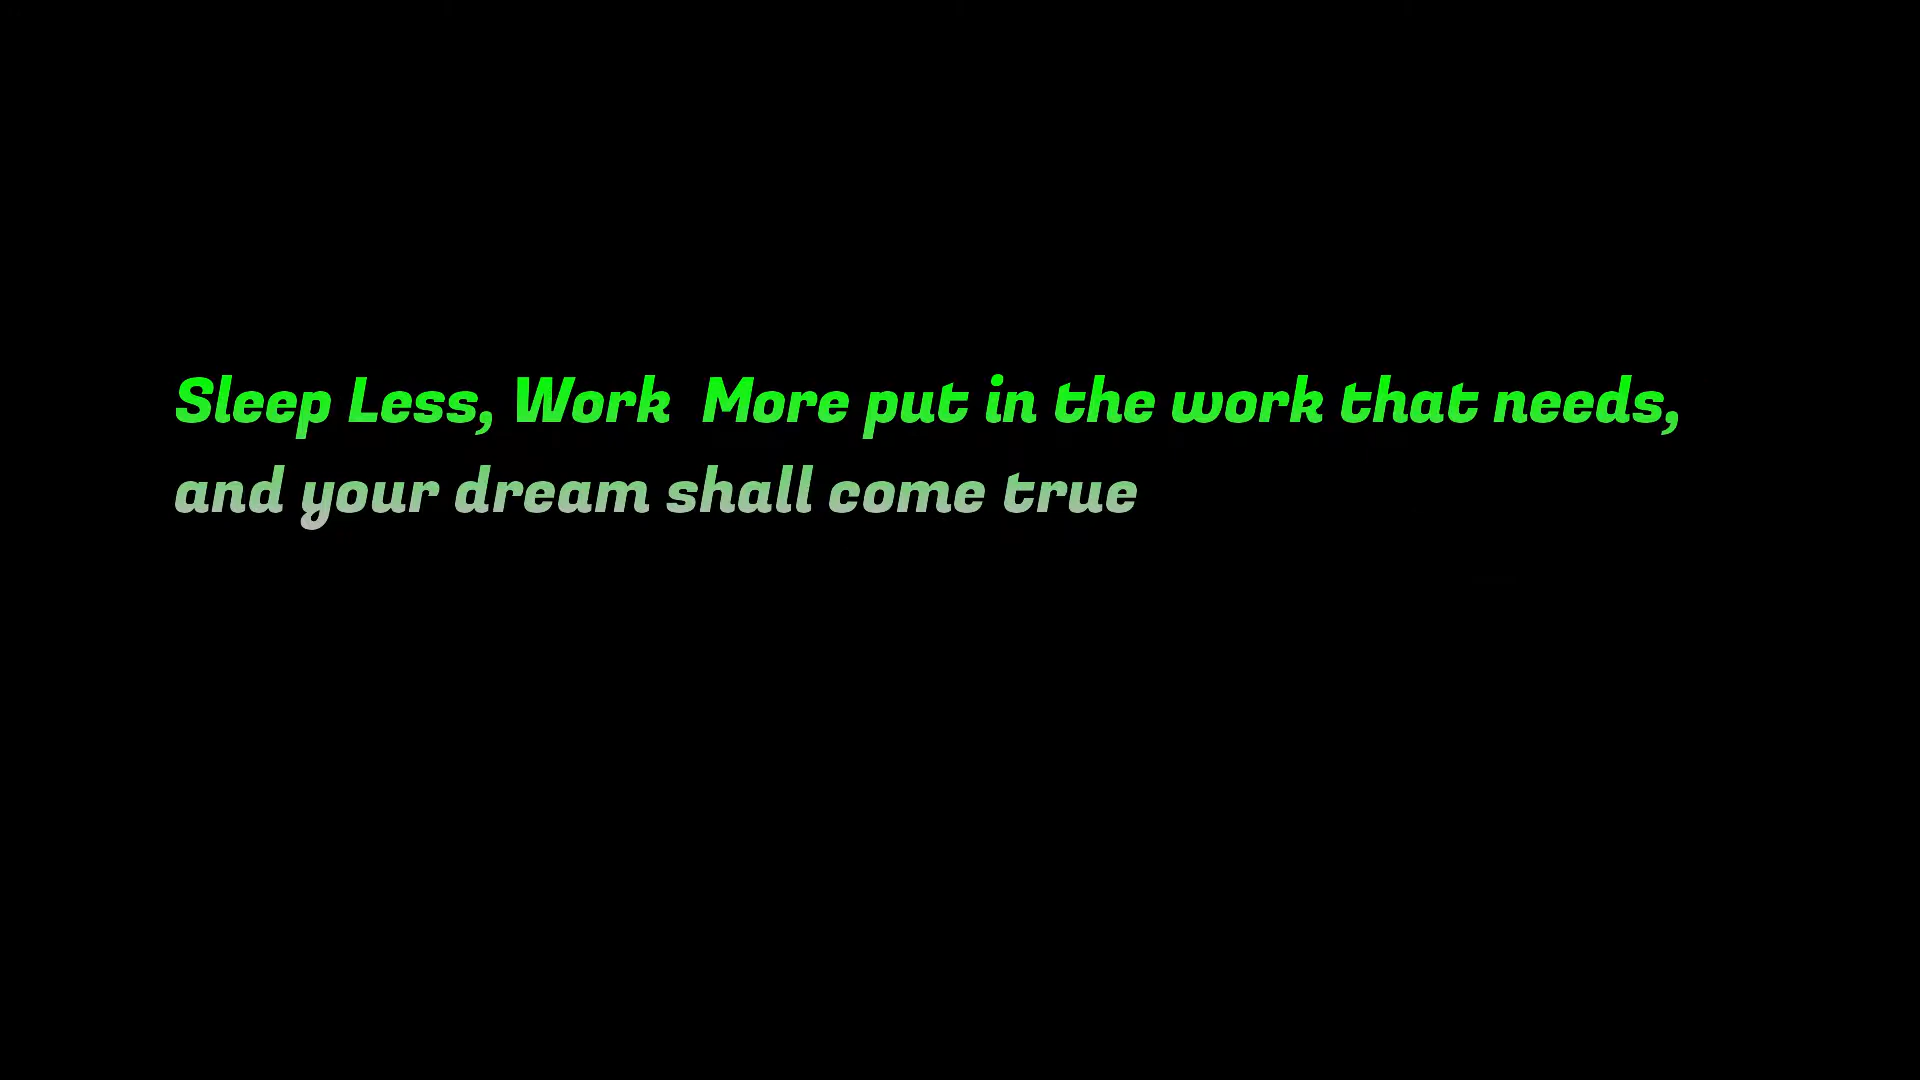 Sleep Less, Work  More put in the work that needs,
and your dream shall come true